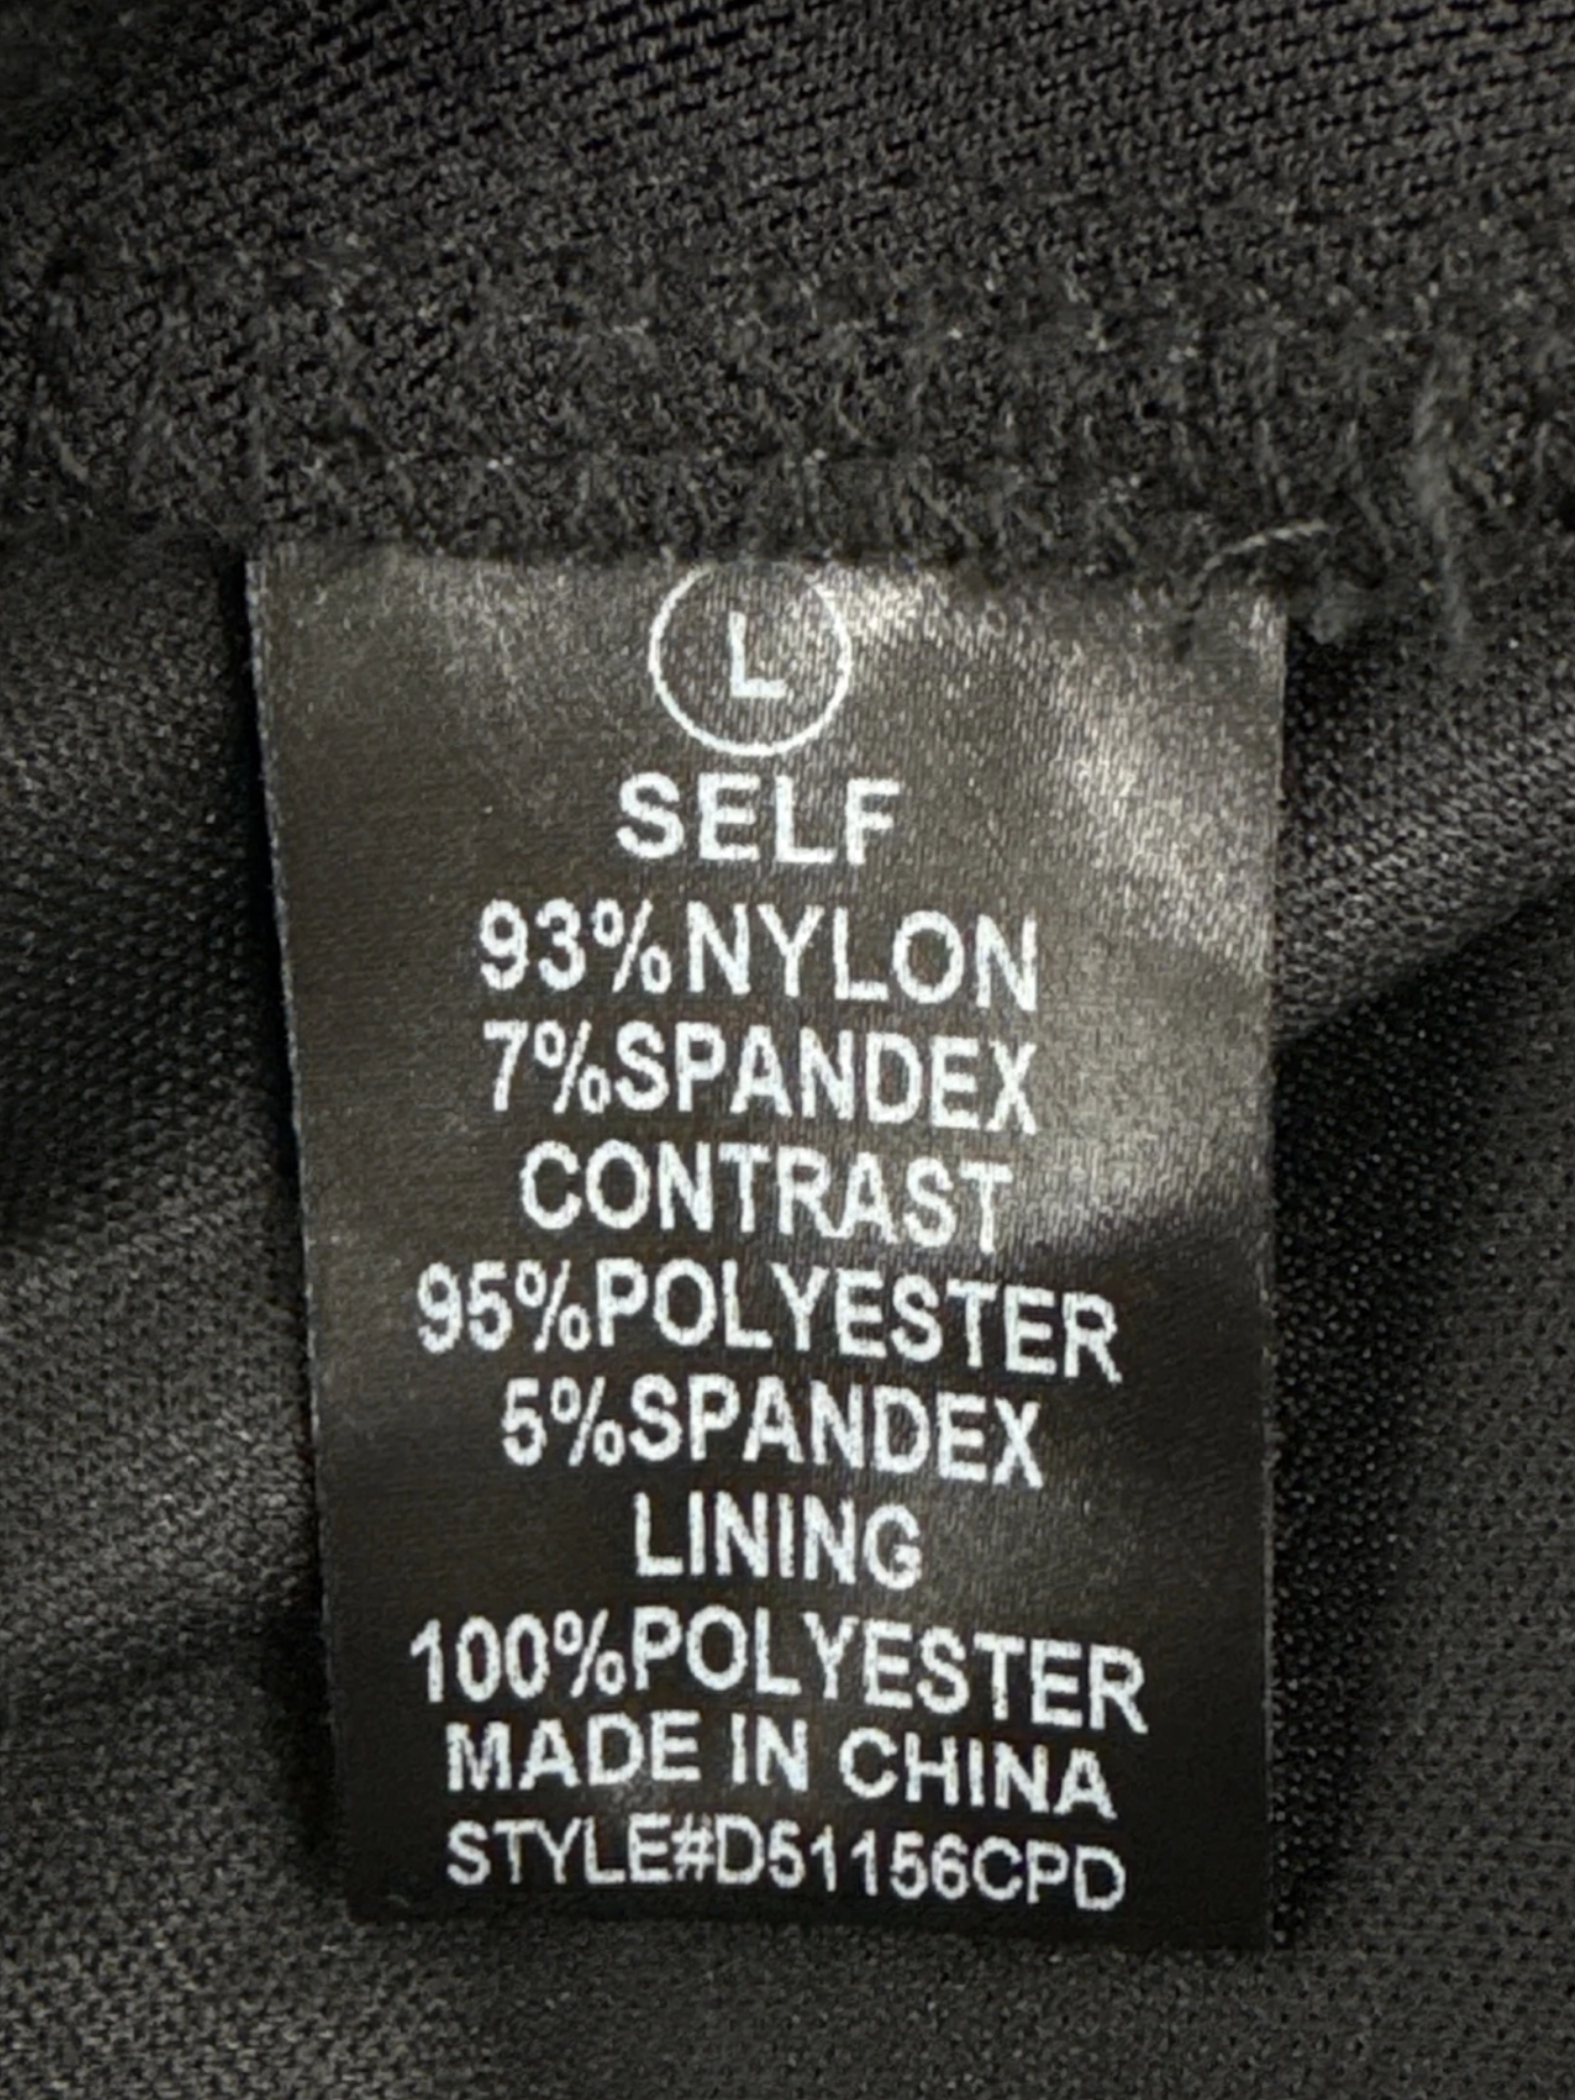 L
SELF
93%NYLON
7%SPANDEX
CONTRAST
95%POLYESTER
5%SPANDEX
LINING
100%POLYESTER
MADE IN CHINA
STYLE#D51156CPD